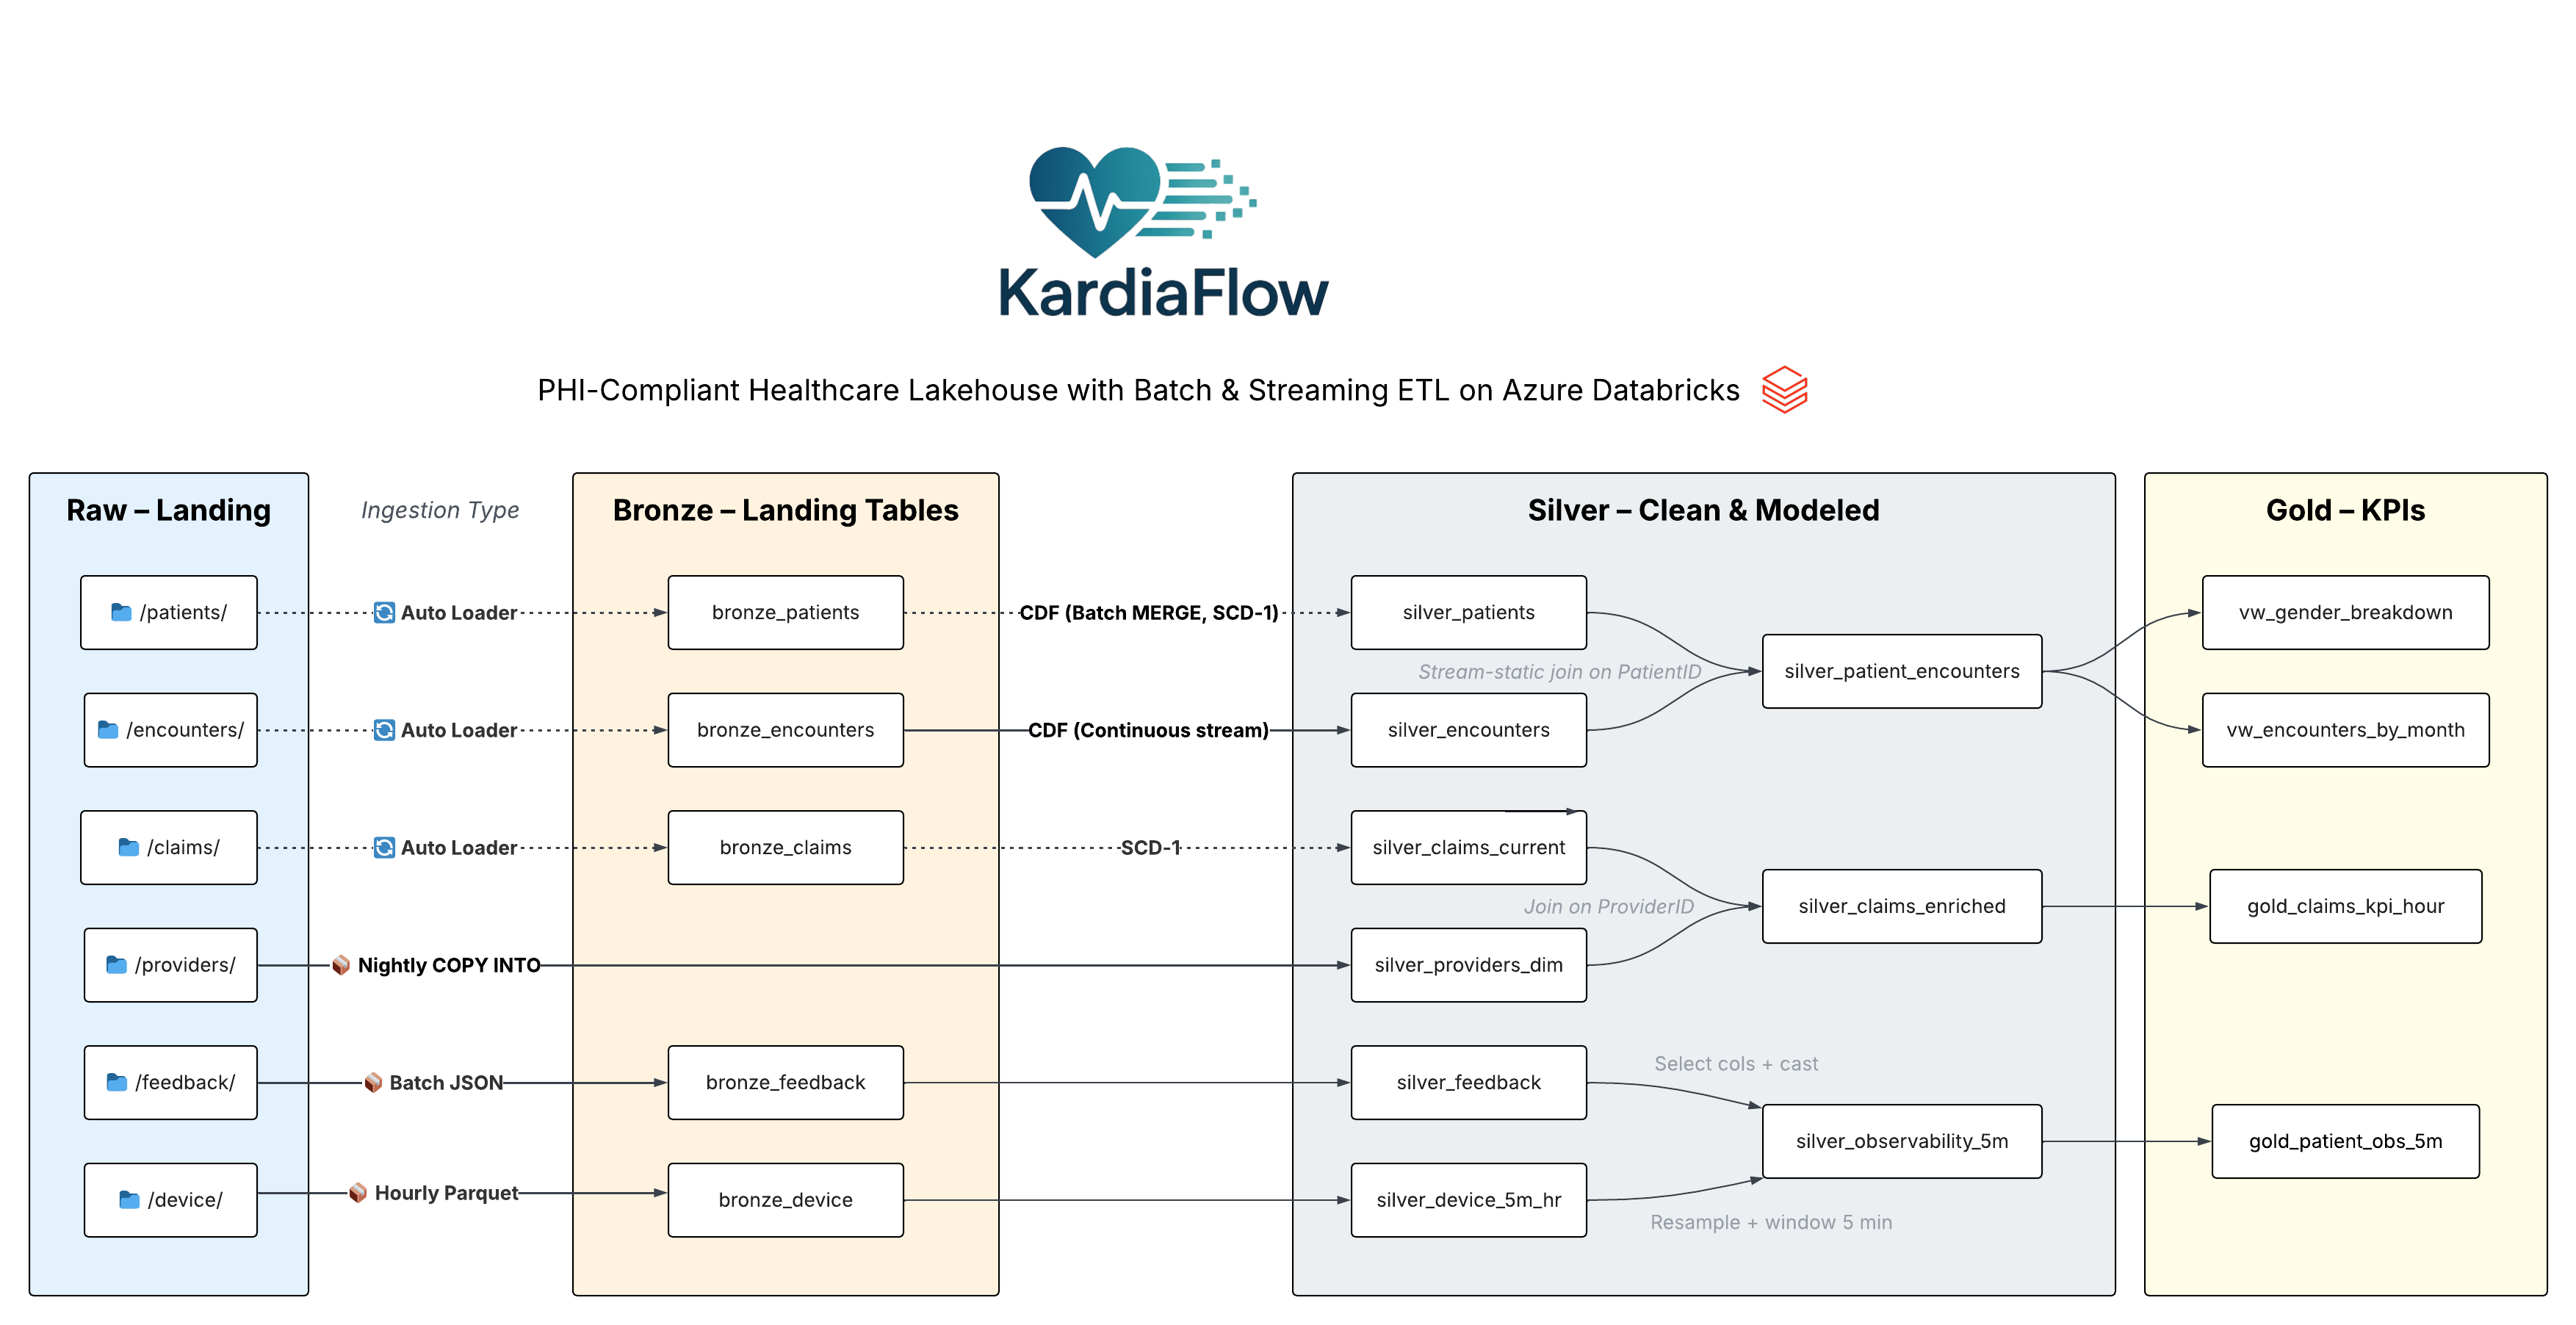 KardiaFlow
PHI-Compliant Healthcare Lakehouse with Batch & Streaming ETL on Azure Databricks
Raw – Landing
Ingestion Type
Bronze – Landing Tables
Silver – Clean & Modeled
Gold – KPIs
/patients/
Auto Loader
bronze_patients
CDF (Batch MERGE, SCD-1)
silver_patients
vw_gender_breakdown
Stream-static join on PatientID
silver_patient_encounters
/encounters/
Auto Loader
bronze_encounters
CDF (Continuous stream)
silver_encounters
vw_encounters_by_month
/claims/
Auto Loader
bronze_claims
SCD-1
silver_claims_current
Join on ProviderID
silver_claims_enriched
gold_claims_kpi_hour
/providers/
Nightly COPY INTO
silver_providers_dim
/feedback/
Batch JSON
bronze_feedback
silver_feedback
Select cols + cast
silver_observability_5m
gold_patient_obs_5m
/device/
Hourly Parquet
bronze_device
silver_device_5m_hr
Resample + window 5 min